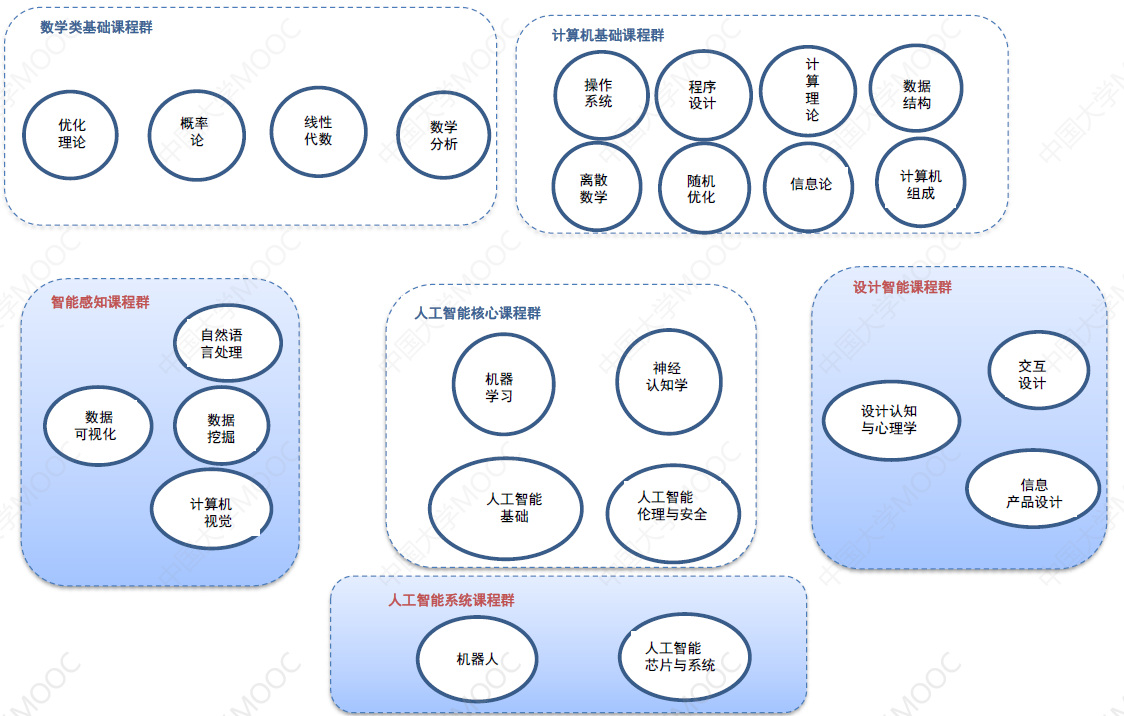 数学类基础课程群
优化
理论
概率
论
线性
代数
数学
分析
计算机基础课程群
操作
系统
程序
设计
计
算
理
论
数据
结构
离散
数学
随机
优化
信息论
计算机
组成
智能感知课程群
自然语
言处理
数据
可视化
数据
挖掘
计算机
视觉
人工智能核心课程群
机器
学习
神经
认知学
人工智能
基础
人工智能
伦理与安全
设计智能课程群
交互
设计
设计认知
与心理学
信息
产品设计
人工智能系统课程群
机器人
人工智能
芯片与系统
中国大学MOOC